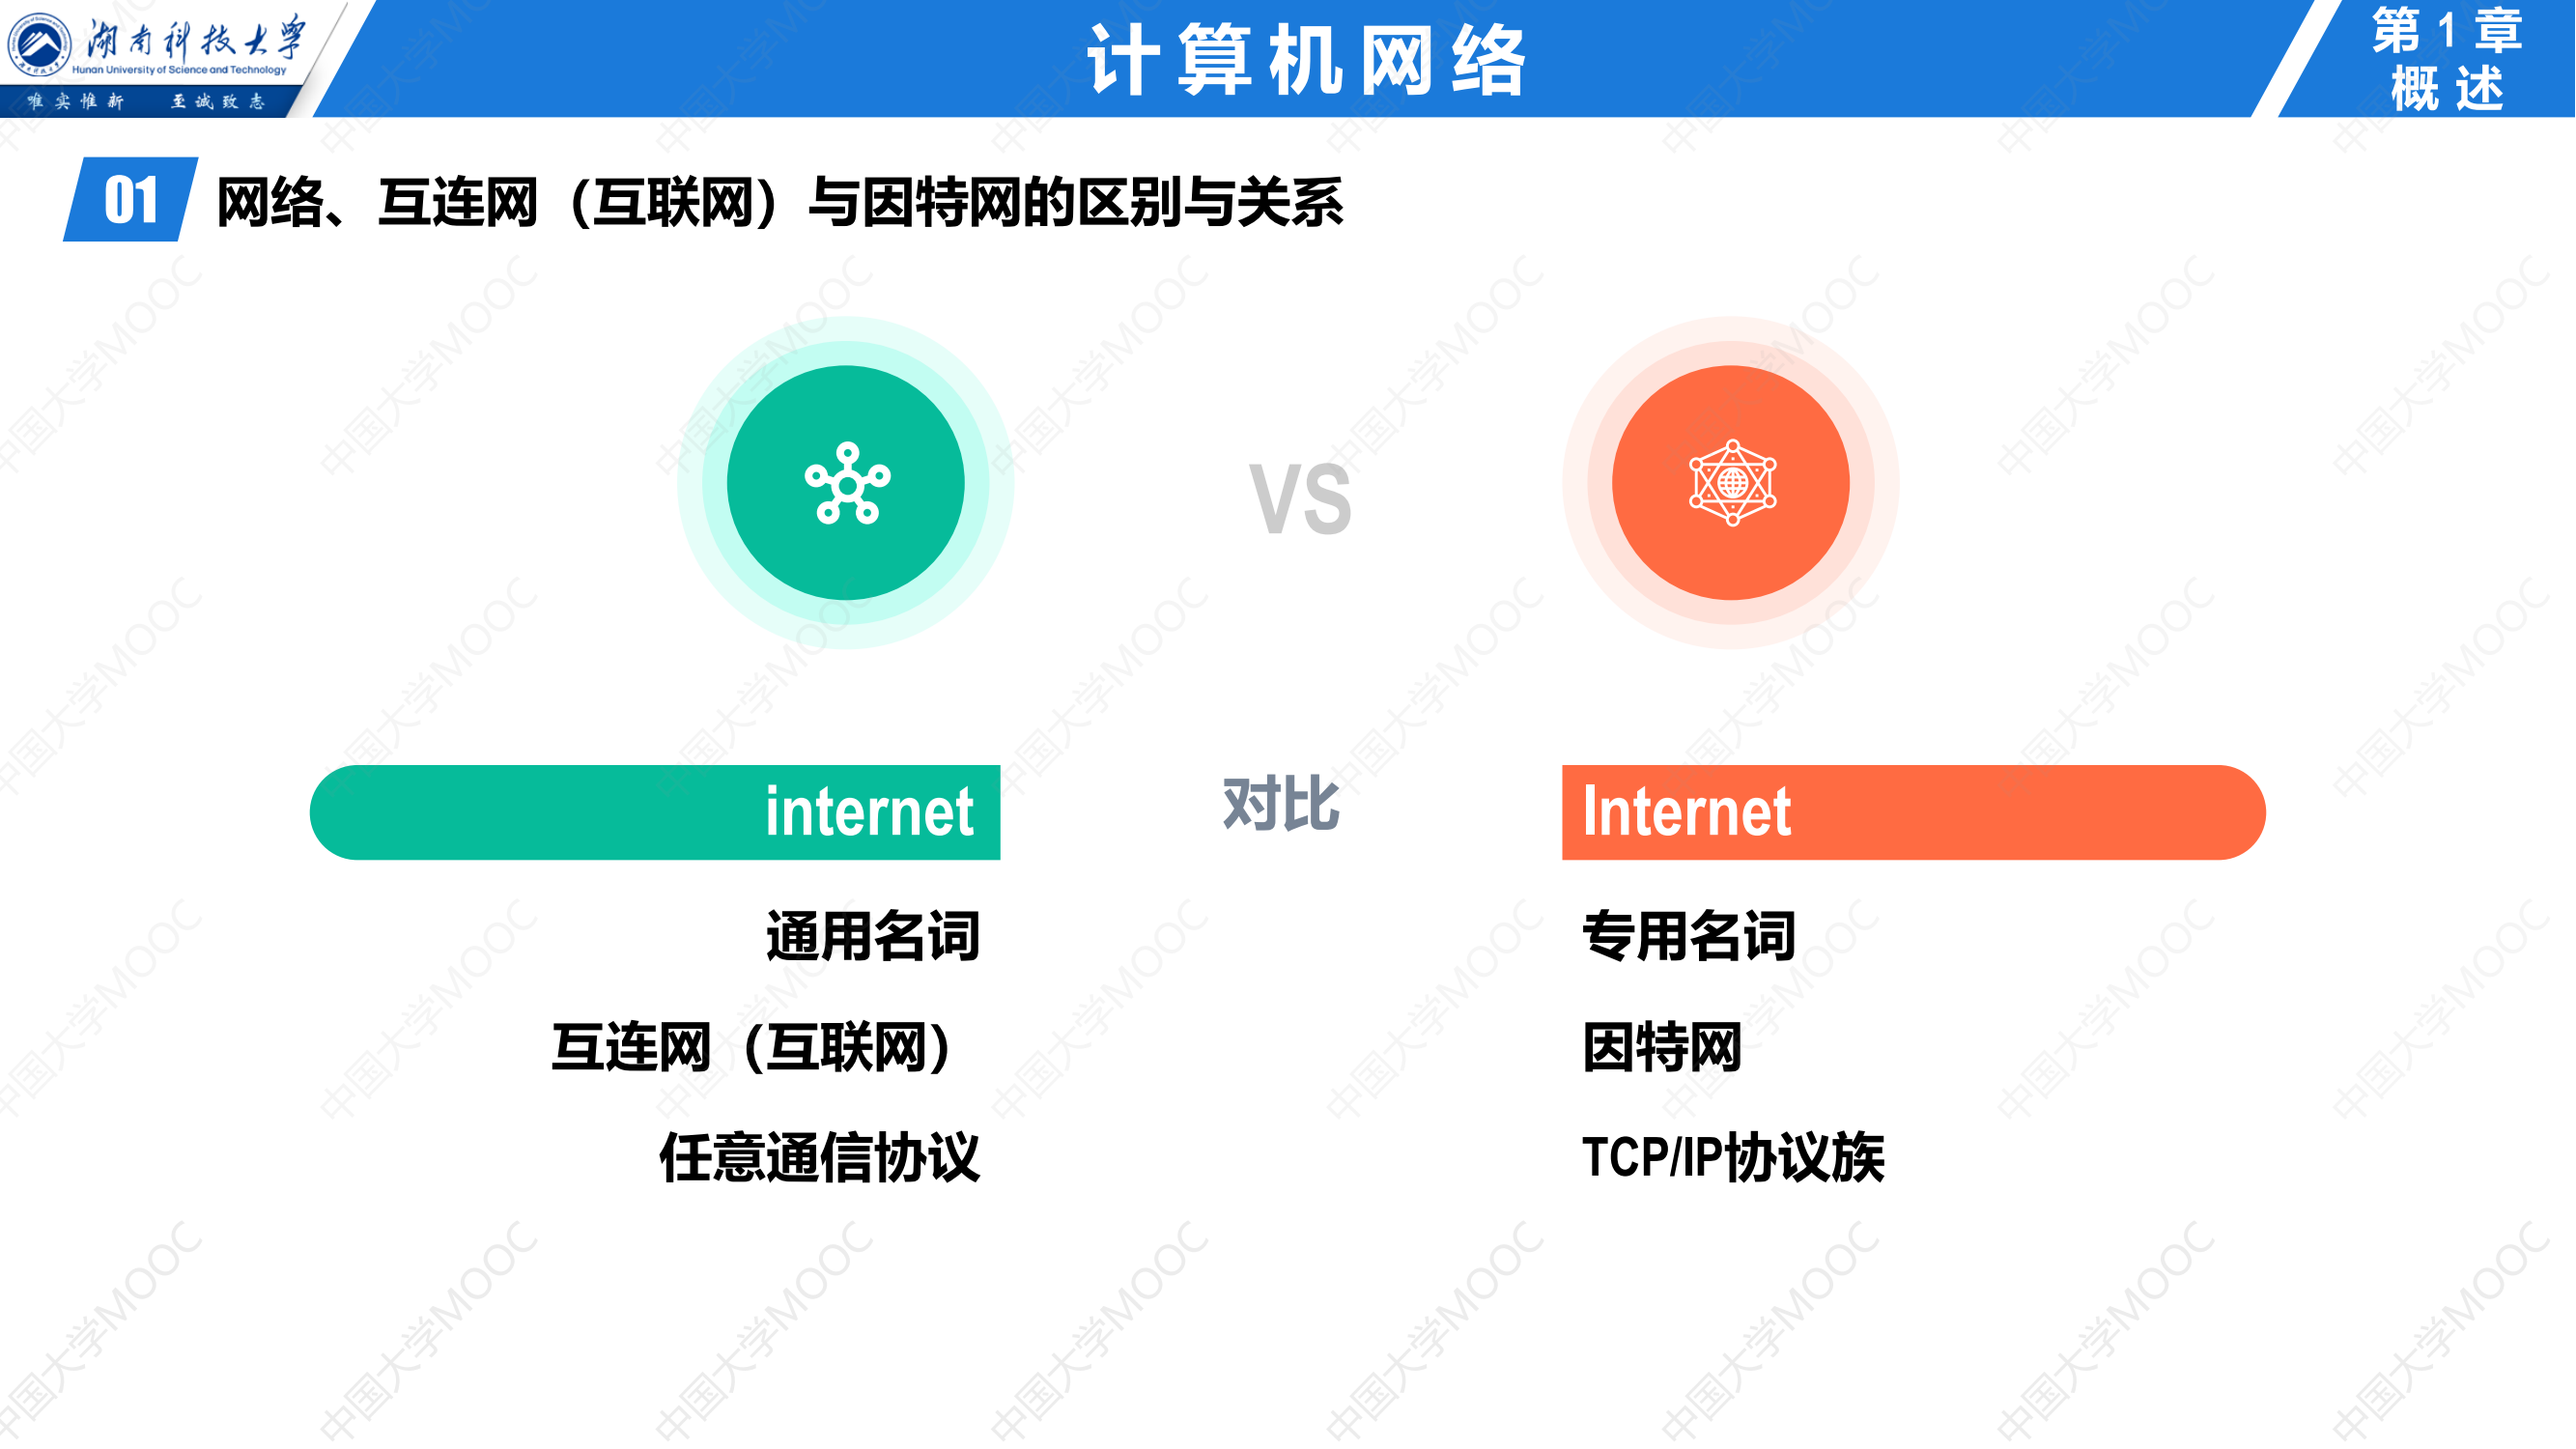 湖南科技大学
Hunan University of Science and Technology
唯实惟新 至诚致志
计算机网络
第1章
概述
01 网络、互连网（互联网）与因特网的区别与关系
VS
internet 对比 Internet
通用名词 专用名词
互连网（互联网） 因特网
任意通信协议 TCP/IP协议族
中国大学MOOC